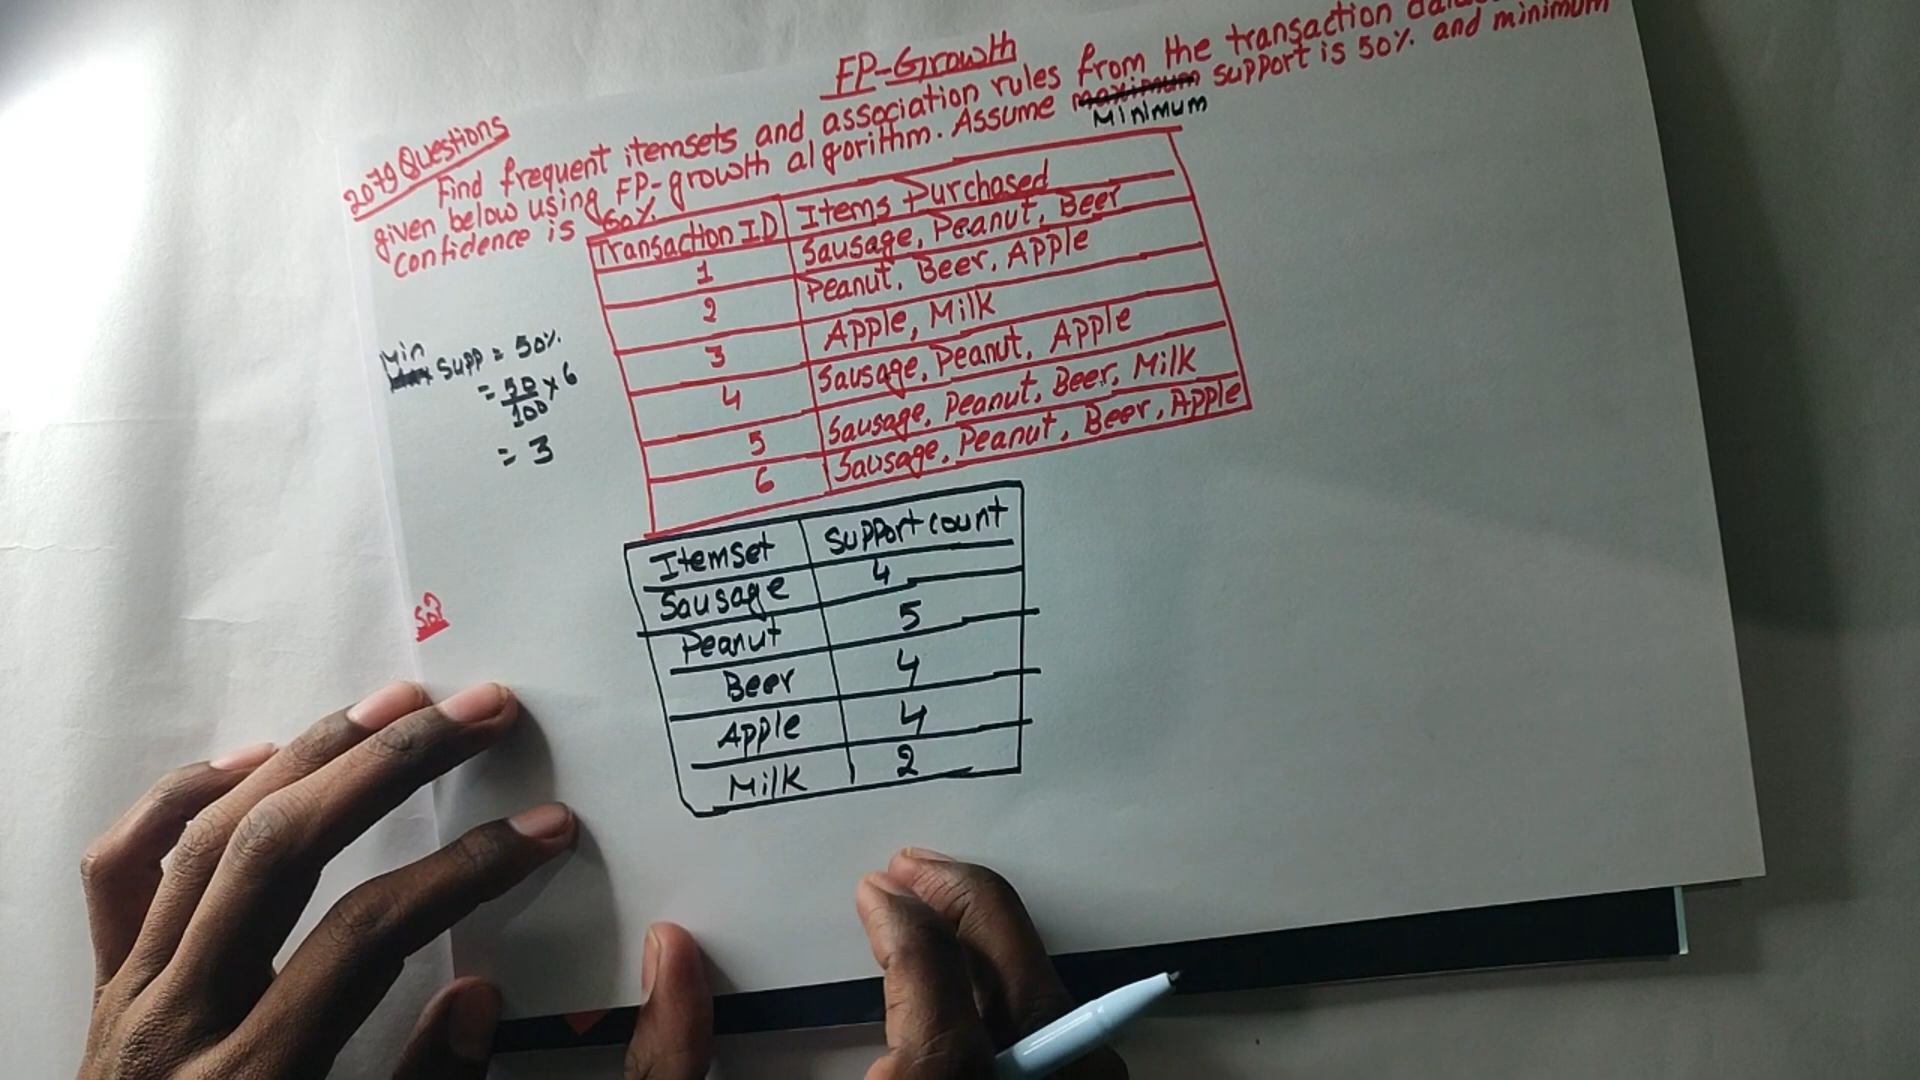 FP-Growth
2079 Questions
Find frequent itemsets and association rules from the transaction
given below using FP-growth algorithm. Assume maximum support is 50% and minimum
Minimum
confidence is 60%
Transaction ID Items Purchased
1 Sausage, Peanut, Beer
2 Peanut, Beer, Apple
3 Apple, Milk
4 Sausage, Peanut, Apple
5 Sausage, Peanut, Beer, Milk
6 Sausage, Peanut, Beer, Apple
Min
Supp = 50%
= 50/100 x 6
= 3
Itemset Support count
Sausage 4
Peanut 5
Beer 4
Apple 4
Milk 2